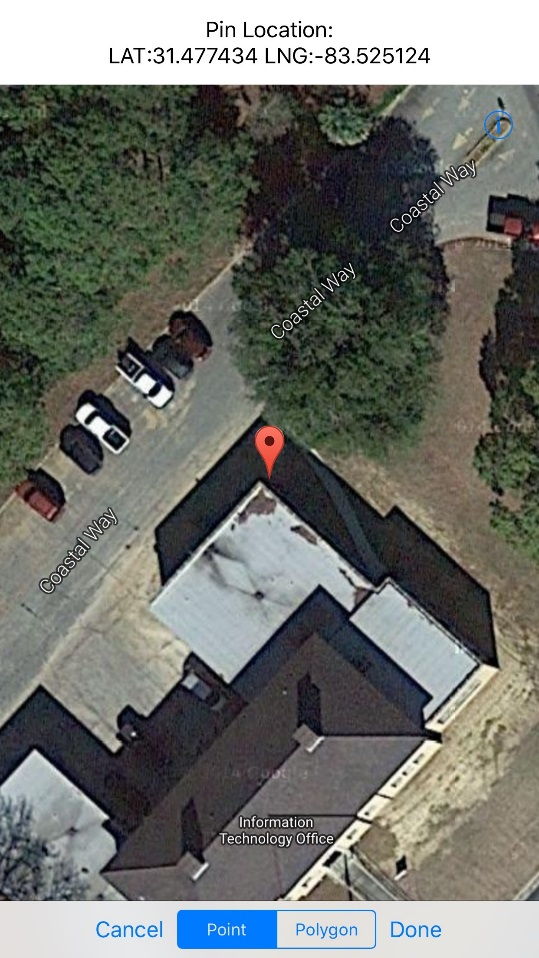 Pin Location:
LAT:31.477434 LNG:-83.525124
Coastal Way
Coastal Way
Coastal Way
Information
Technology Office
Cancel
Point
Polygon
Done